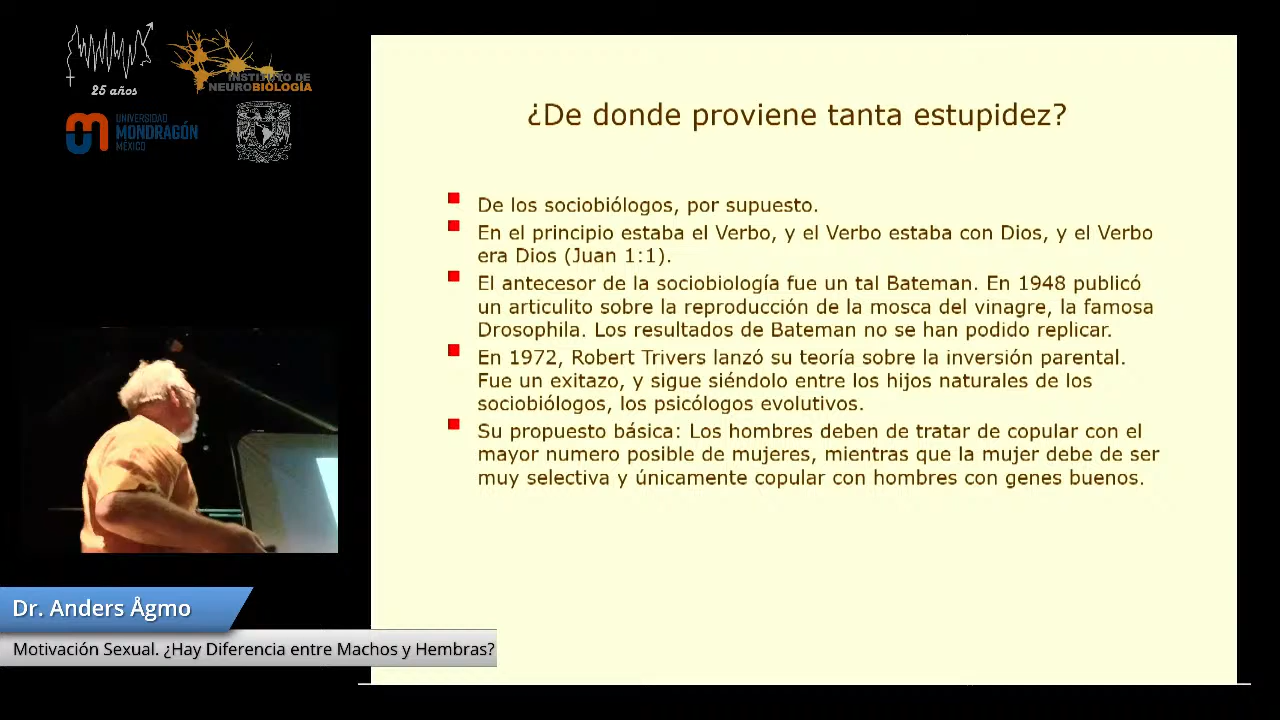 25 años
INSTITUTO DE
NEUROBIOLOGÍA
UNIVERSIDAD
MONDRAGÓN
MÉXICO
¿De donde proviene tanta estupidez?
De los sociobiólogos, por supuesto.
En el principio estaba el Verbo, y el Verbo estaba con Dios, y el Verbo
era Dios (Juan 1:1).
El antecesor de la sociobiología fue un tal Bateman. En 1948 publicó
un articulito sobre la reproducción de la mosca del vinagre, la famosa
Drosophila. Los resultados de Bateman no se han podido replicar.
En 1972, Robert Trivers lanzó su teoría sobre la inversión parental.
Fue un exitazo, y sigue siéndolo entre los hijos naturales de los
sociobiólogos, los psicólogos evolutivos.
Su propuesto básica: Los hombres deben de tratar de copular con el
mayor numero posible de mujeres, mientras que la mujer debe de ser
muy selectiva y únicamente copular con hombres con genes buenos.
Dr. Anders Ågmo
Motivación Sexual. ¿Hay Diferencia entre Machos y Hembras?